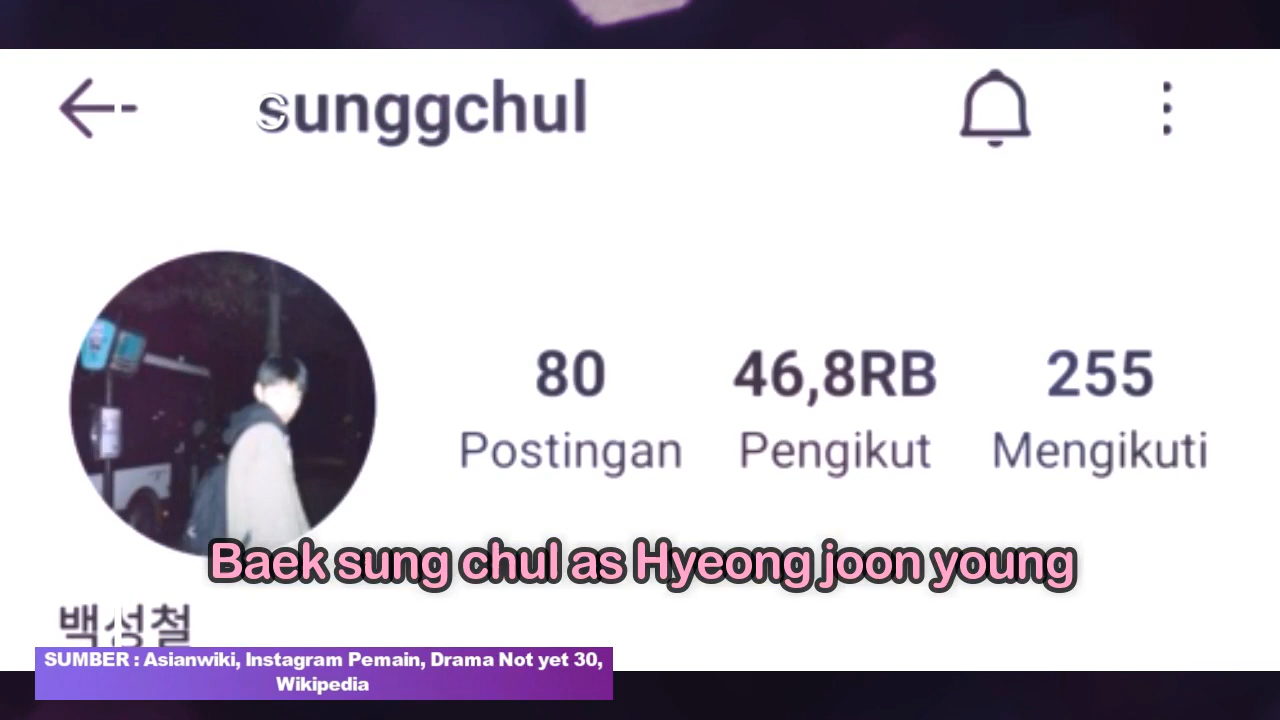 sunggchul
80 46,8RB 255
Postingan Pengikut Mengikuti
Baek sung chul as Hyeong joon young
백성철
SUMBER : Asianwiki, Instagram Pemain, Drama Not yet 30,
Wikipedia